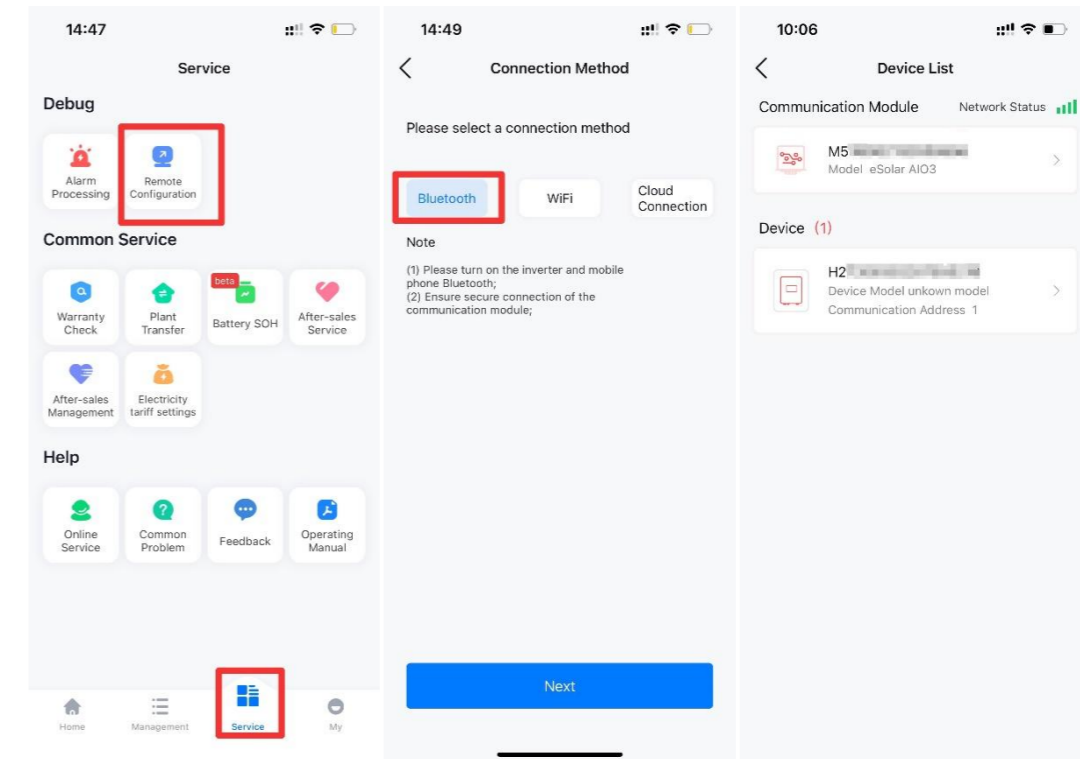 14:47
Service
Debug
Alarm
Processing
Remote
Configuration
Common Service
Warranty
Check
Plant
Transfer
beta
Battery SOH
After-sales
Service
After-sales
Management
Electricity
tariff settings
Help
Online
Service
Common
Problem
Feedback
Operating
Manual
Home
Management
Service
My
14:49
Connection Method
Please select a connection method
Bluetooth
WiFi
Cloud
Connection
Note
(1) Please turn on the inverter and mobile
phone Bluetooth;
(2) Ensure secure connection of the
communication module;
Next
10:06
Device List
Communication Module
Network Status
M5
Model eSolar AIO3
Device (1)
H2
Device Model unkown model
Communication Address 1